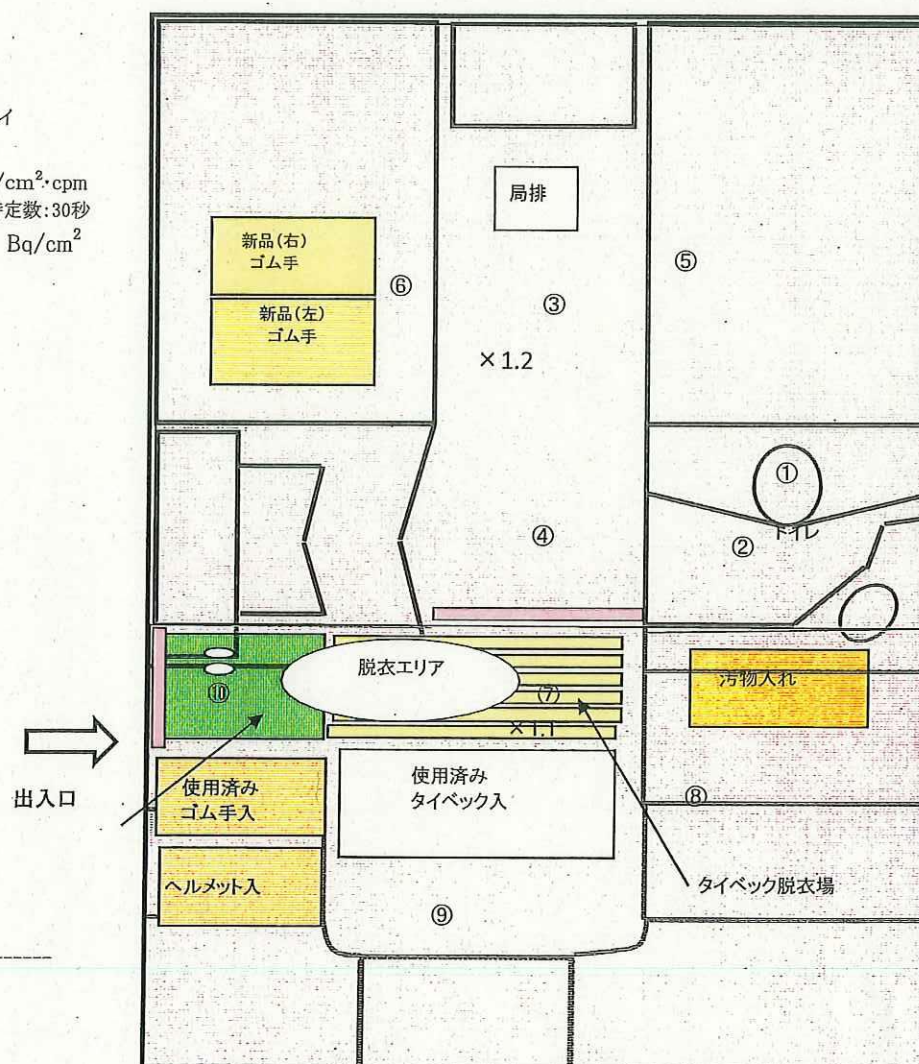 イ
/cm²・cpm
時定数:30秒
Bq/cm²
局排
新品(右)
ゴム手
⑥
⑤
③
新品(左)
ゴム手
×1.2
①
④
②
トイレ
脱衣エリア
⑩
⑦
汚物入れ
×1.1
出入口
使用済み
ゴム手入
使用済み
タイベック入
⑧
ヘルメット入
タイベック脱衣場
⑨